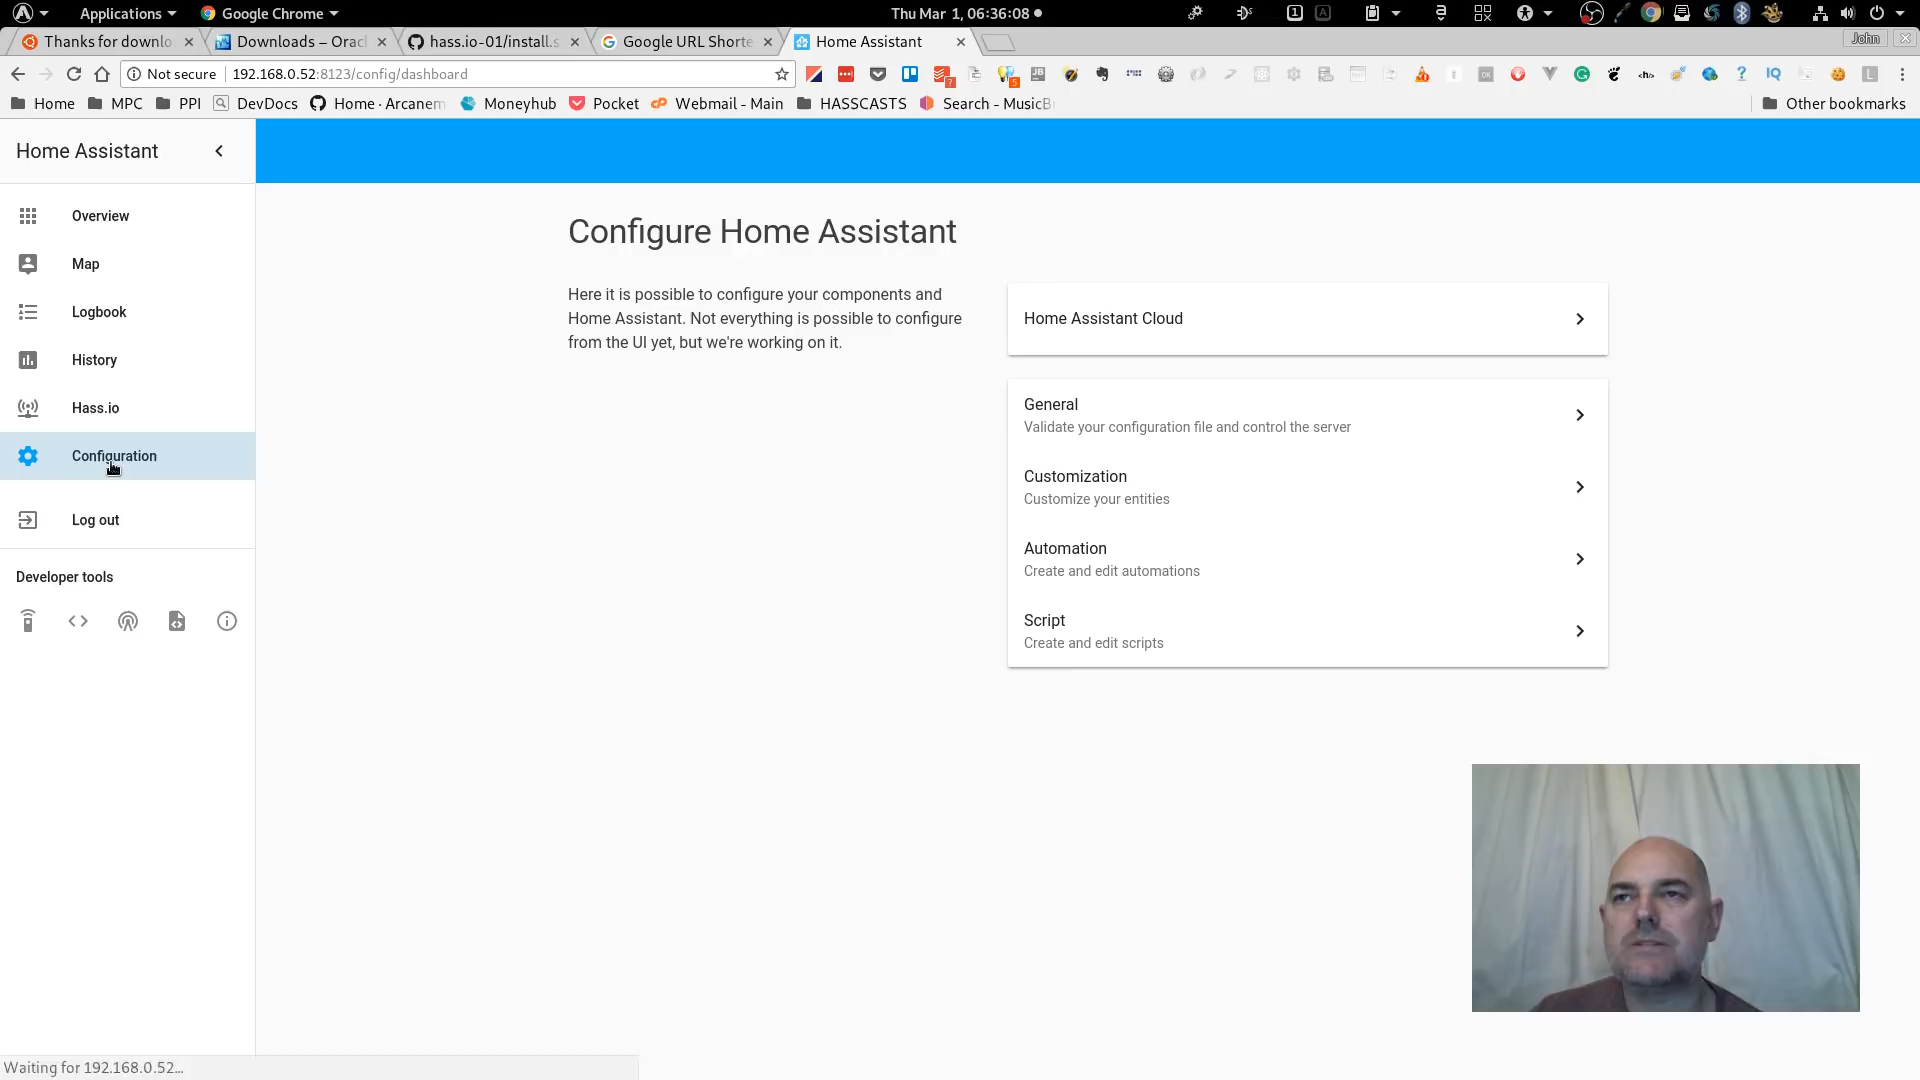 Applications
Google Chrome
Thu Mar 1, 06:36:08
1
A
Thanks for downlo
Downloads – Orac
hass.io-01/install.s
Google URL Shorte
Home Assistant
John
Not secure
192.168.0.52:8123/config/dashboard
Home
MPC
PPI
DevDocs
Home · Arcanem
Moneyhub
Pocket
Webmail - Main
HASSCASTS
Search - MusicB
Other bookmarks
Home Assistant
Overview
Map
Logbook
History
Hass.io
Configuration
Log out
Developer tools
Configure Home Assistant
Here it is possible to configure your components and
Home Assistant. Not everything is possible to configure
from the UI yet, but we're working on it.
Home Assistant Cloud
General
Validate your configuration file and control the server
Customization
Customize your entities
Automation
Create and edit automations
Script
Create and edit scripts
Waiting for 192.168.0.52...